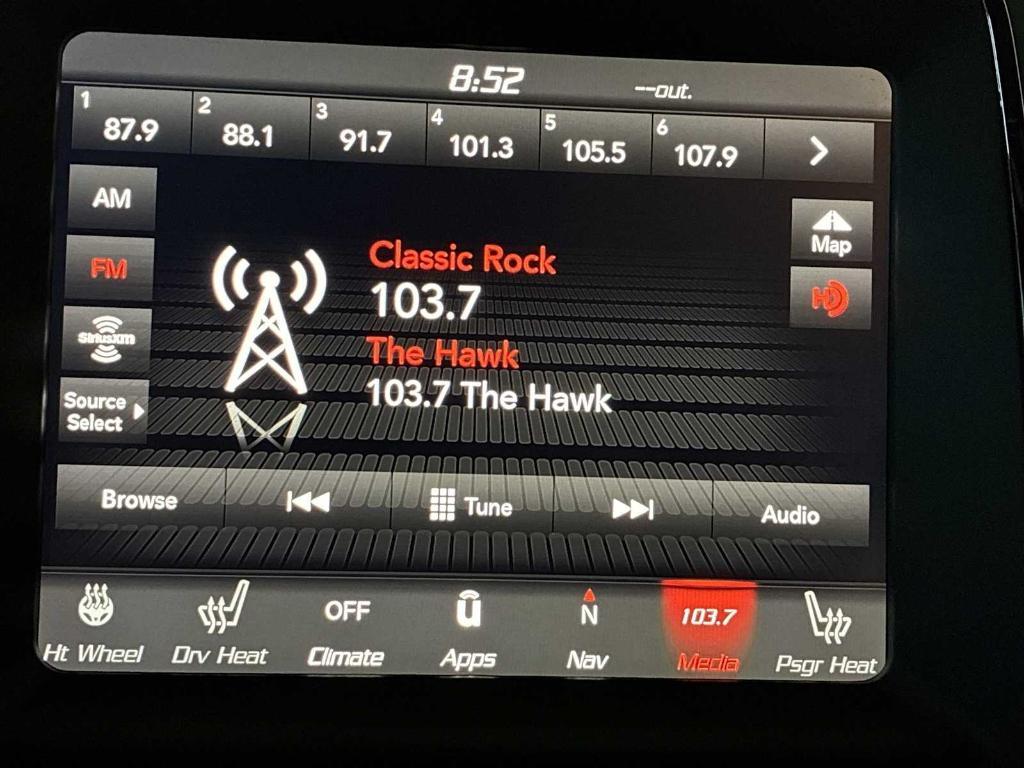 8:52
--out.
1 87.9
2 88.1
3 91.7
4 101.3
5 105.5
6 107.9
AM
FM
siriusxm
Source
Select
Classic Rock
103.7
The Hawk
103.7 The Hawk
Map
HD
Browse
Tune
Audio
Ht Wheel
Drv Heat
OFF
Climate
u
Apps
N
Nav
103.7
Media
Psgr Heat